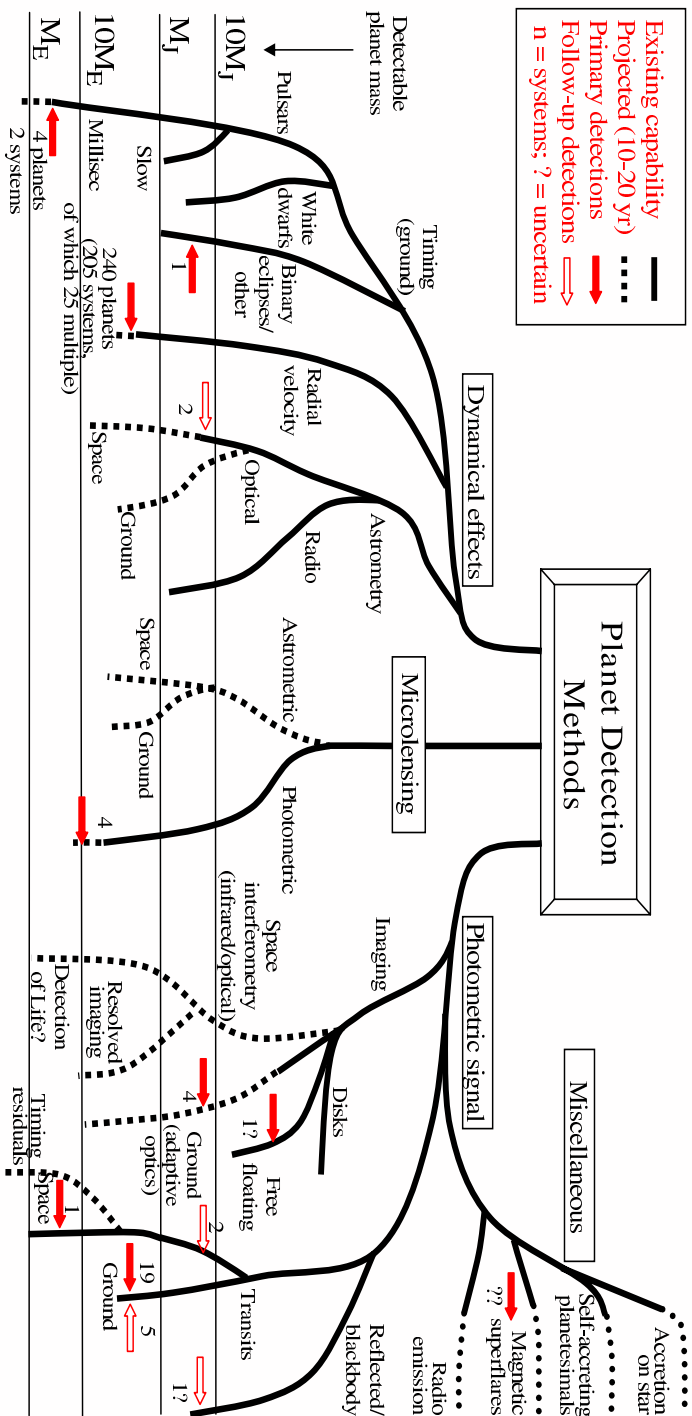 Planet Detection
Methods
Existing capability
Projected (10-20 yr)
Primary detections
Follow-up detections
n = systems; ? = uncertain
Dynamical effects
Microlensing
Photometric signal
Miscellaneous
Detectable
planet mass
10M_J
M_J
10M_E
M_E
Timing
(ground)
Pulsars
Slow
Millisec
4 planets
2 systems
White
dwarfs
Binary
eclipses/
other
1
Radial
velocity
240 planets
(205 systems,
of which 25 multiple)
Astrometry
Optical
Radio
2
Space
Ground
Astrometric
Space
Ground
Photometric
4
Imaging
Space
interferometry
(infrared/optical)
Resolved
imaging
Detection
of Life?
Disks
Free
floating
1?
Ground
(adaptive
optics)
4
Transits
2
Timing
residuals
Space
1
19
Ground
5
Reflected/
blackbody
1?
Accretion
on star
Self-accreting
planetesimals
Magnetic
superflares
??
Radio
emission